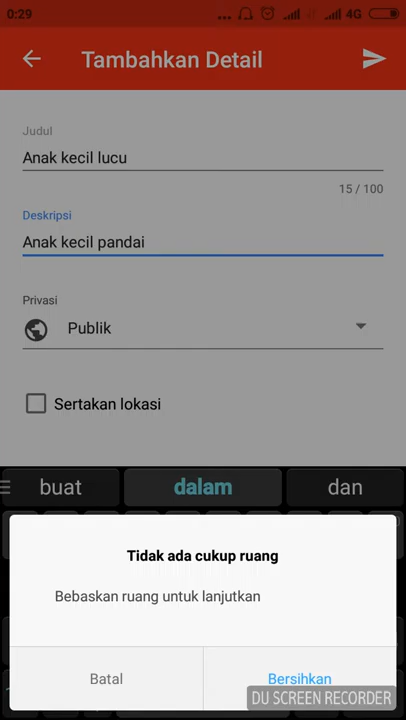 0:29
... 4G
Tambahkan Detail
Judul
Anak kecil lucu
15 / 100
Deskripsi
Anak kecil pandai
Privasi
Publik
Sertakan lokasi
buat dalam dan
Tidak ada cukup ruang
Bebaskan ruang untuk lanjutkan
Batal Bersihkan
DU SCREEN RECORDER